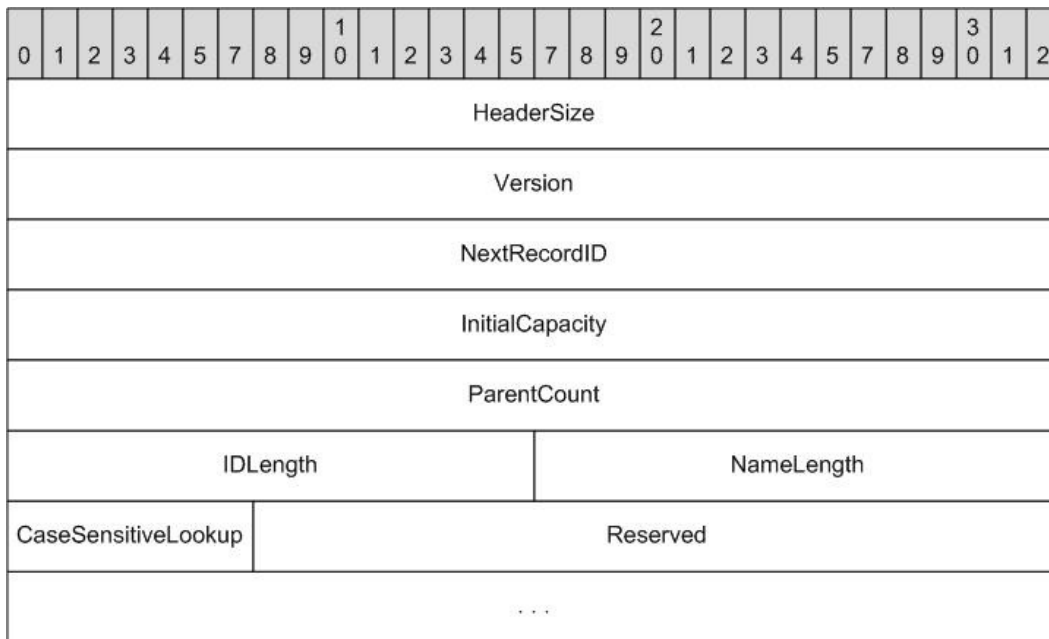 1 2 3
0 1 2 3 4 5 7 8 9 0 1 2 3 4 5 7 8 9 0 1 2 3 4 5 7 8 9 0 1 2
HeaderSize
Version
NextRecordID
InitialCapacity
ParentCount
IDLength NameLength
CaseSensitiveLookup Reserved
. . .